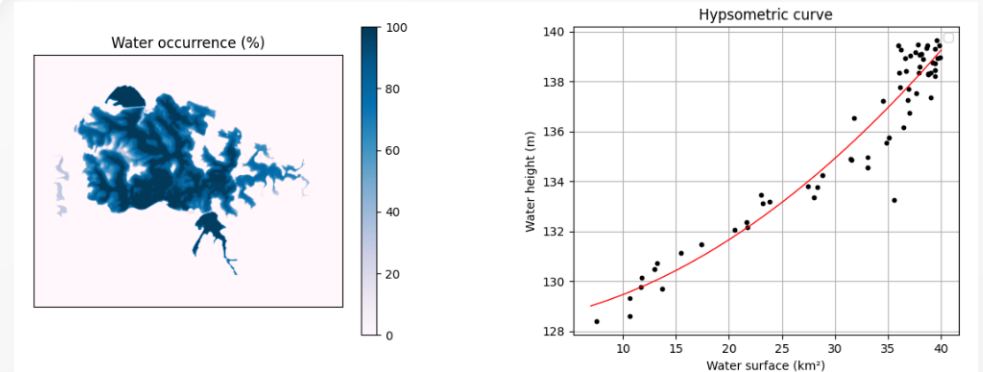 Water occurrence (%)
100
80
60
40
20
0
Hypsometric curve
Water height (m)
140
138
136
134
132
130
128
10 15 20 25 30 35 40
Water surface (km²)